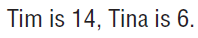 Tim is 14, Tina is 6.